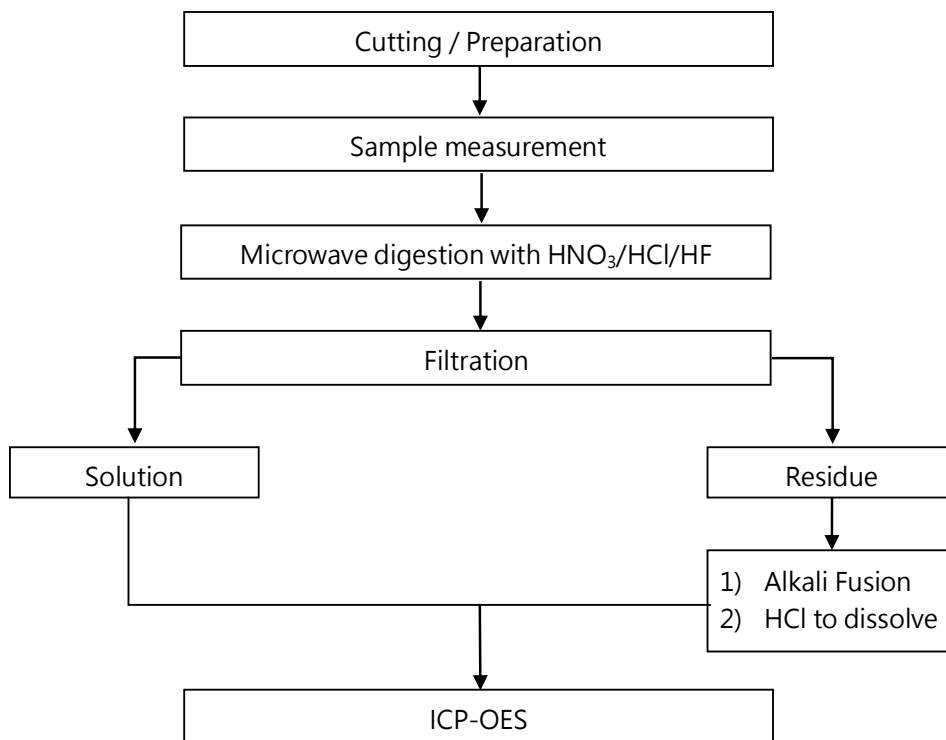 Cutting / Preparation
Sample measurement
Microwave digestion with HNO₃/HCl/HF
Filtration
Solution
Residue
1) Alkali Fusion
2) HCl to dissolve
ICP-OES